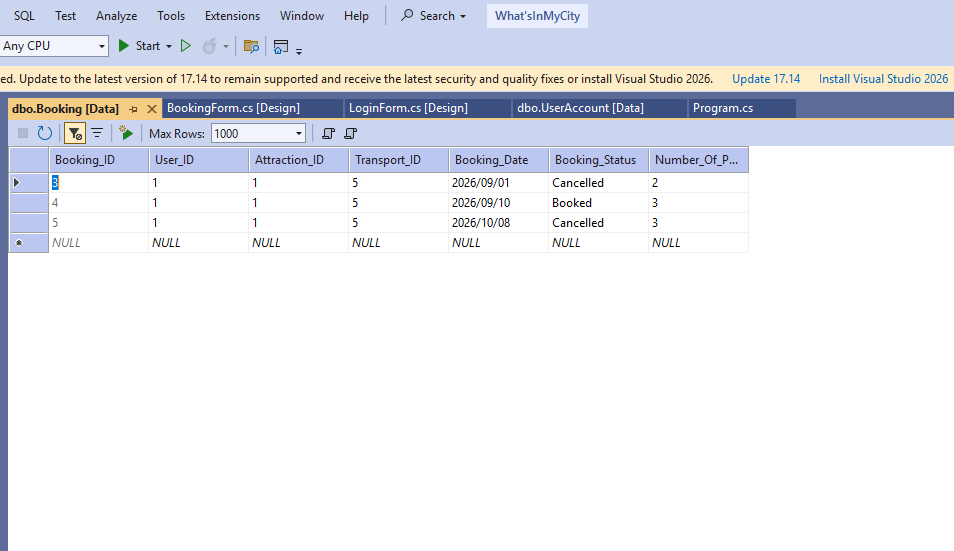 SQL Test Analyze Tools Extensions Window Help Search What'sInMyCity
Any CPU Start
ed. Update to the latest version of 17.14 to remain supported and receive the latest security and quality fixes or install Visual Studio 2026. Update 17.14 Install Visual Studio 2026
dbo.Booking [Data] BookingForm.cs [Design] LoginForm.cs [Design] dbo.UserAccount [Data] Program.cs
Max Rows: 1000
Booking_ID User_ID Attraction_ID Transport_ID Booking_Date Booking_Status Number_Of_P...
3 1 1 5 2026/09/01 Cancelled 2
4 1 1 5 2026/09/10 Booked 3
5 1 1 5 2026/10/08 Cancelled 3
NULL NULL NULL NULL NULL NULL NULL